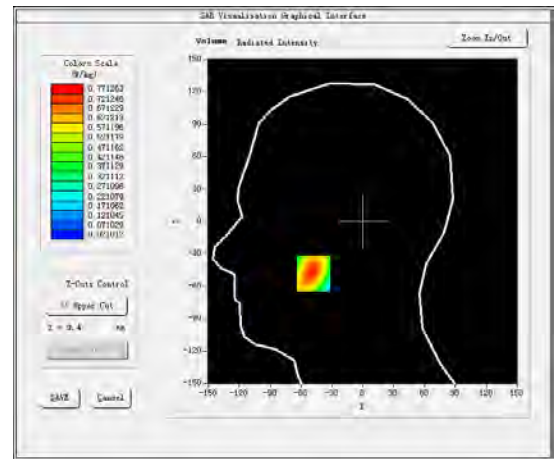 SAR Visualisation Graphical Interface
Volume Radiated Intensity
Zoom In/Out
Colors Scale
(W/kg)
0.771263
0.721246
0.671229
0.621213
0.571196
0.521179
0.471162
0.421146
0.371129
0.321112
0.271096
0.221079
0.171062
0.121045
0.071029
0.021012
150
120
90
60
30
0
-30
-60
-90
-120
-150
-150 -120 -90 -60 -30 0 30 60 90 120 150
Z-Cuts Control
Upper Cut
SAVE
Cancel